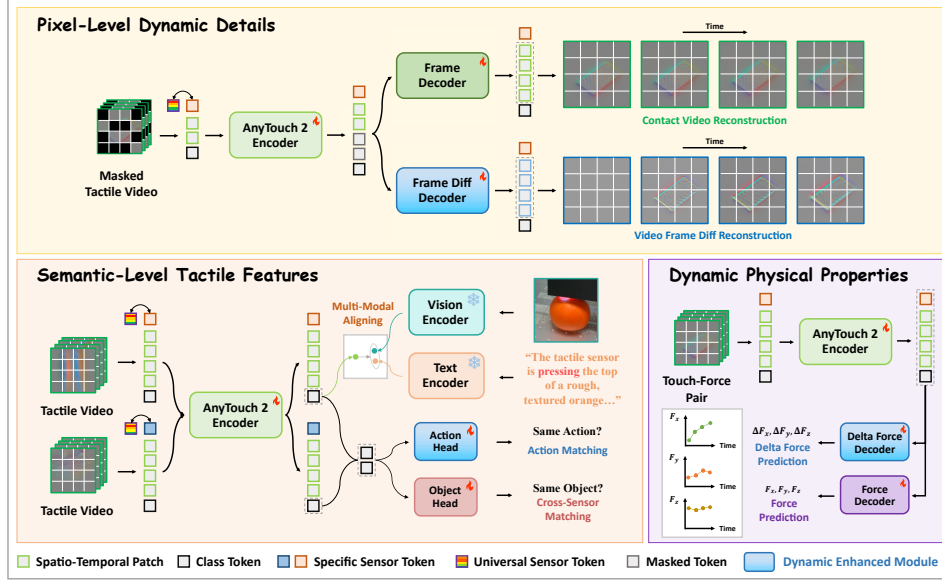 Pixel-Level Dynamic Details
Masked
Tactile Video
AnyTouch 2
Encoder
Frame
Decoder
Frame Diff
Decoder
Time
Contact Video Reconstruction
Time
Video Frame Diff Reconstruction
Semantic-Level Tactile Features
Tactile Video
Tactile Video
AnyTouch 2
Encoder
Multi-Modal
Aligning
Vision
Encoder
Text
Encoder
“The tactile sensor
is pressing the top
of a rough,
textured orange…”
Action
Head
Same Action?
Action Matching
Object
Head
Same Object?
Cross-Sensor
Matching
Dynamic Physical Properties
Touch-Force
Pair
AnyTouch 2
Encoder
Fx
Time
Fy
Time
Fz
Time
ΔFx, ΔFy, ΔFz
Delta Force
Prediction
Delta Force
Decoder
Fx, Fy, Fz
Force
Prediction
Force
Decoder
Spatio-Temporal Patch
Class Token
Specific Sensor Token
Universal Sensor Token
Masked Token
Dynamic Enhanced Module